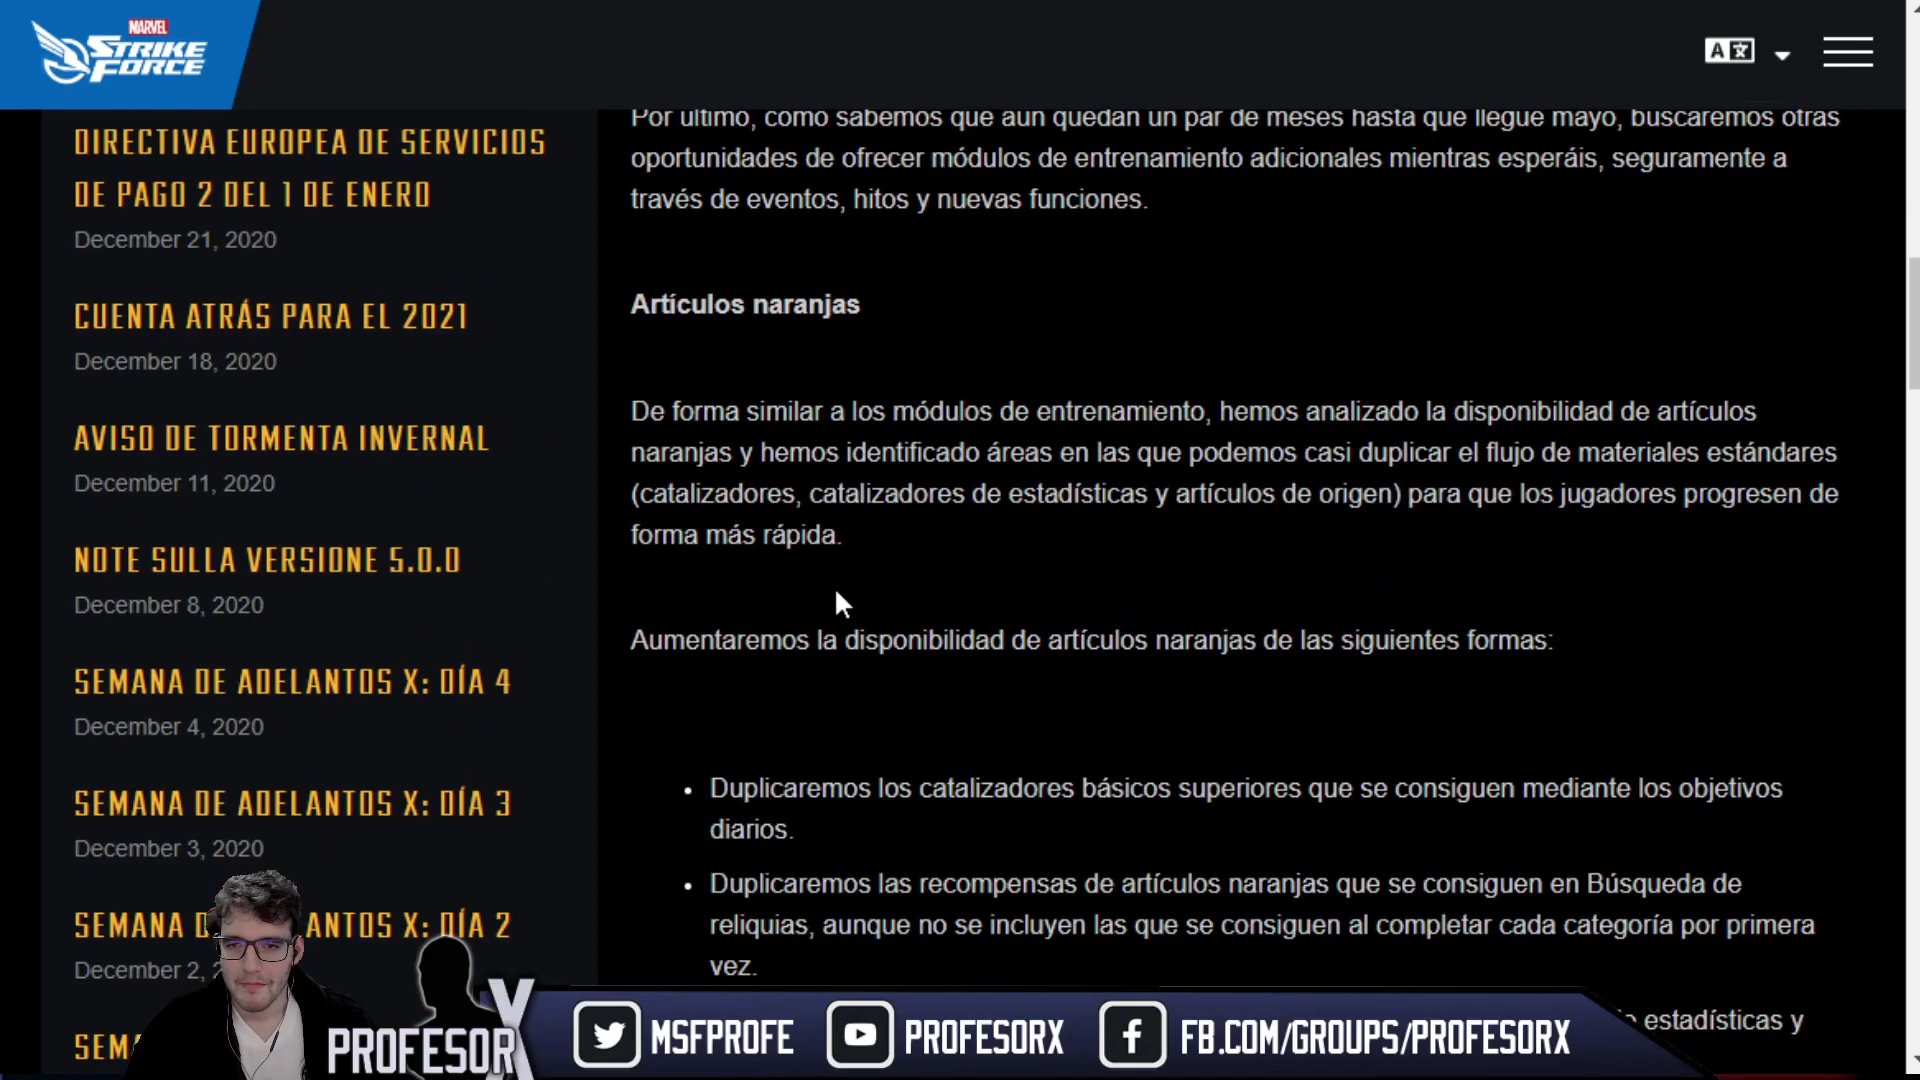 MARVEL
STRIKE
FORCE
DIRECTIVA EUROPEA DE SERVICIOS
DE PAGO 2 DEL 1 DE ENERO
December 21, 2020
CUENTA ATRÁS PARA EL 2021
December 18, 2020
AVISO DE TORMENTA INVERNAL
December 11, 2020
NOTE SULLA VERSIONE 5.0.0
December 8, 2020
SEMANA DE ADELANTOS X: DÍA 4
December 4, 2020
SEMANA DE ADELANTOS X: DÍA 3
December 3, 2020
SEMANA D ANTOS X: DÍA 2
December 2, 2
SEM
Por último, como sabemos que aún quedan un par de meses hasta que llegue mayo, buscaremos otras
oportunidades de ofrecer módulos de entrenamiento adicionales mientras esperáis, seguramente a
través de eventos, hitos y nuevas funciones.
Artículos naranjas
De forma similar a los módulos de entrenamiento, hemos analizado la disponibilidad de artículos
naranjas y hemos identificado áreas en las que podemos casi duplicar el flujo de materiales estándares
(catalizadores, catalizadores de estadísticas y artículos de origen) para que los jugadores progresen de
forma más rápida.
Aumentaremos la disponibilidad de artículos naranjas de las siguientes formas:
• Duplicaremos los catalizadores básicos superiores que se consiguen mediante los objetivos
diarios.
• Duplicaremos las recompensas de artículos naranjas que se consiguen en Búsqueda de
reliquias, aunque no se incluyen las que se consiguen al completar cada categoría por primera
vez.
estadísticas y
PROFESOR X
MSFPROFE
PROFESORX
FB.COM/GROUPS/PROFESORX